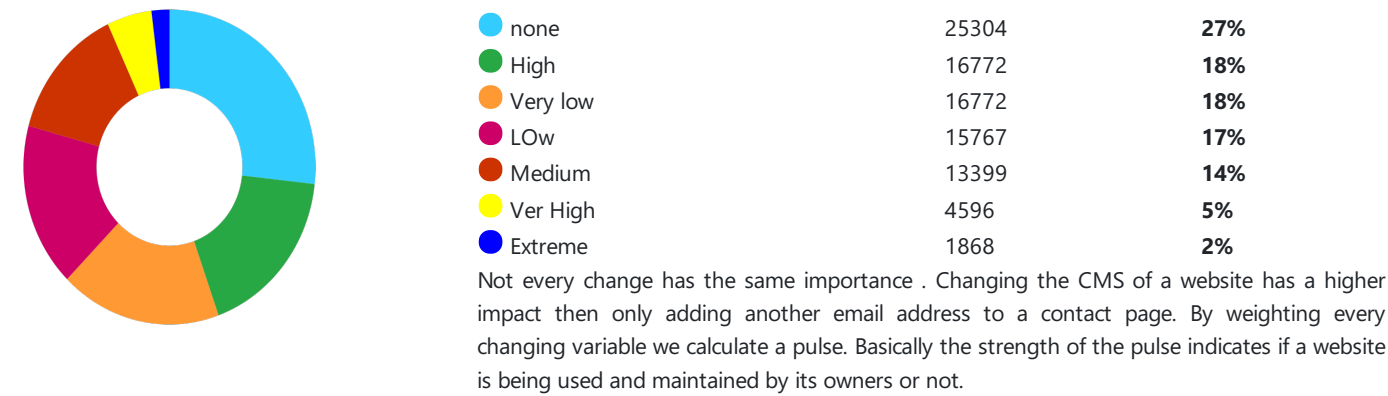 none 25304 27%
High 16772 18%
Very low 16772 18%
LOw 15767 17%
Medium 13399 14%
Ver High 4596 5%
Extreme 1868 2%
Not every change has the same importance . Changing the CMS of a website has a higher
impact then only adding another email address to a contact page. By weighting every
changing variable we calculate a pulse. Basically the strength of the pulse indicates if a website
is being used and maintained by its owners or not.